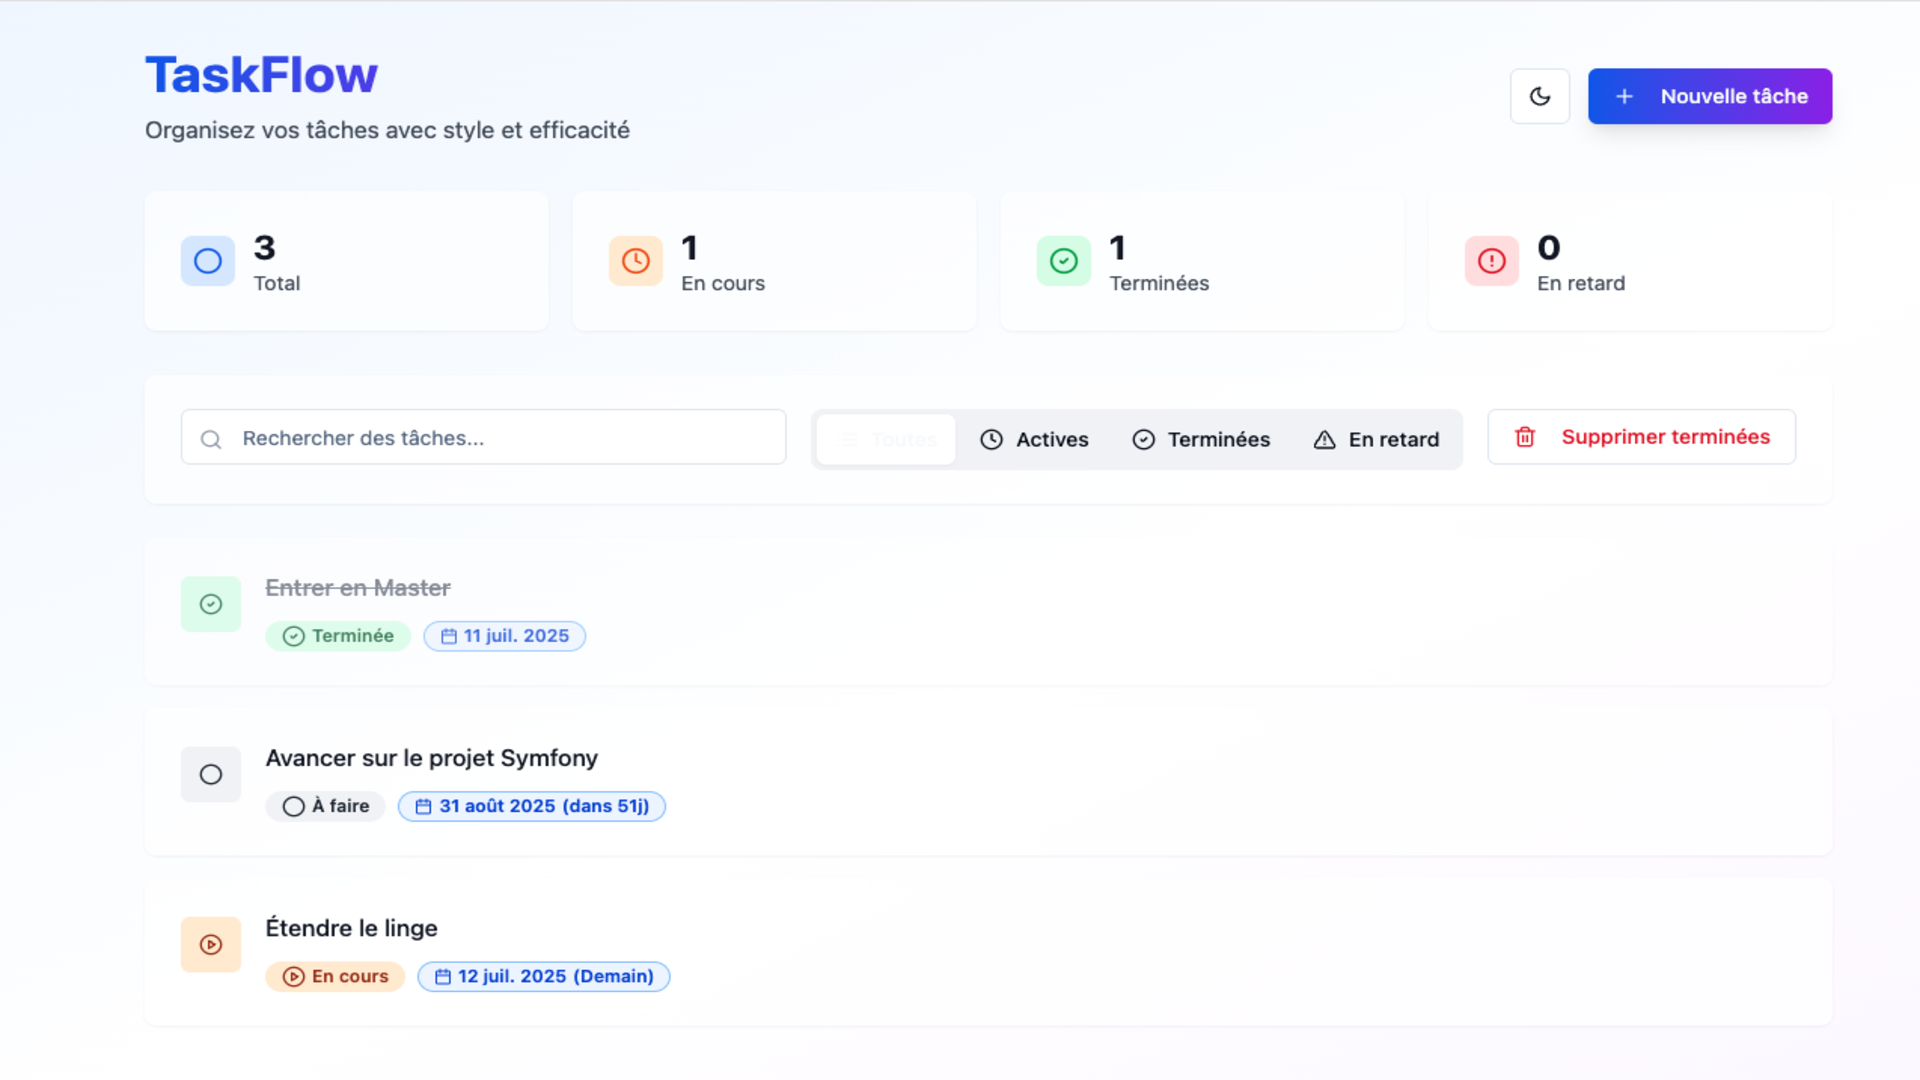 TaskFlow
Organisez vos tâches avec style et efficacité
Nouvelle tâche
3
Total
1
En cours
1
Terminées
0
En retard
Rechercher des tâches...
Toutes
Actives
Terminées
En retard
Supprimer terminées
Entrer en Master
Terminée
11 juil. 2025
Avancer sur le projet Symfony
À faire
31 août 2025 (dans 51j)
Étendre le linge
En cours
12 juil. 2025 (Demain)